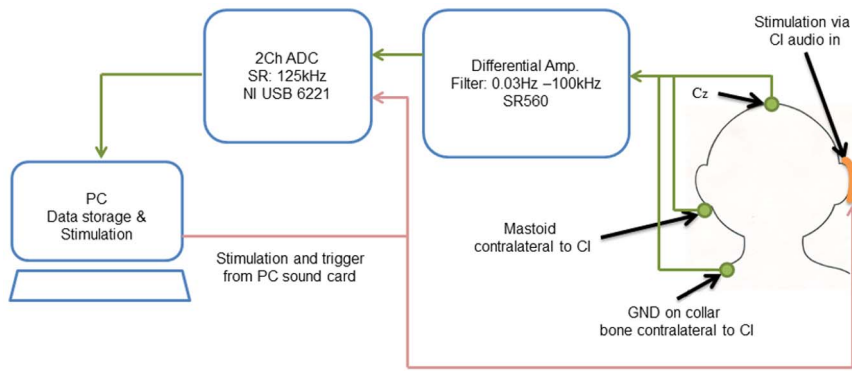 Stimulation via
CI audio in
2Ch ADC
SR: 125kHz
NI USB 6221
Differential Amp.
Filter: 0.03Hz –100kHz
SR560
Cz
PC
Data storage &
Stimulation
Stimulation and trigger
from PC sound card
Mastoid
contralateral to CI
GND on collar
bone contralateral to CI